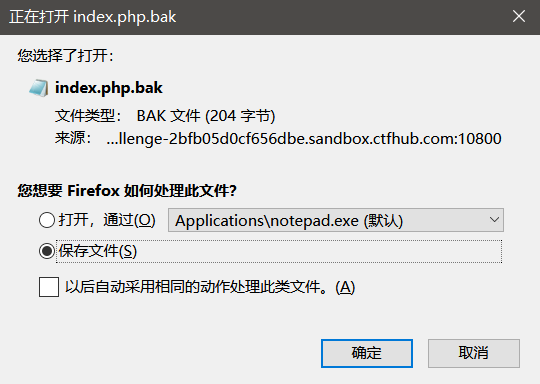 正在打开 index.php.bak
您选择了打开：
index.php.bak
文件类型： BAK 文件 (204 字节)
来源： ...llenge-2bfb05d0cf656dbe.sandbox.ctfhub.com:10800
您想要 Firefox 如何处理此文件？
打开，通过(O) Applications\notepad.exe (默认)
保存文件(S)
以后自动采用相同的动作处理此类文件。(A)
确定 取消